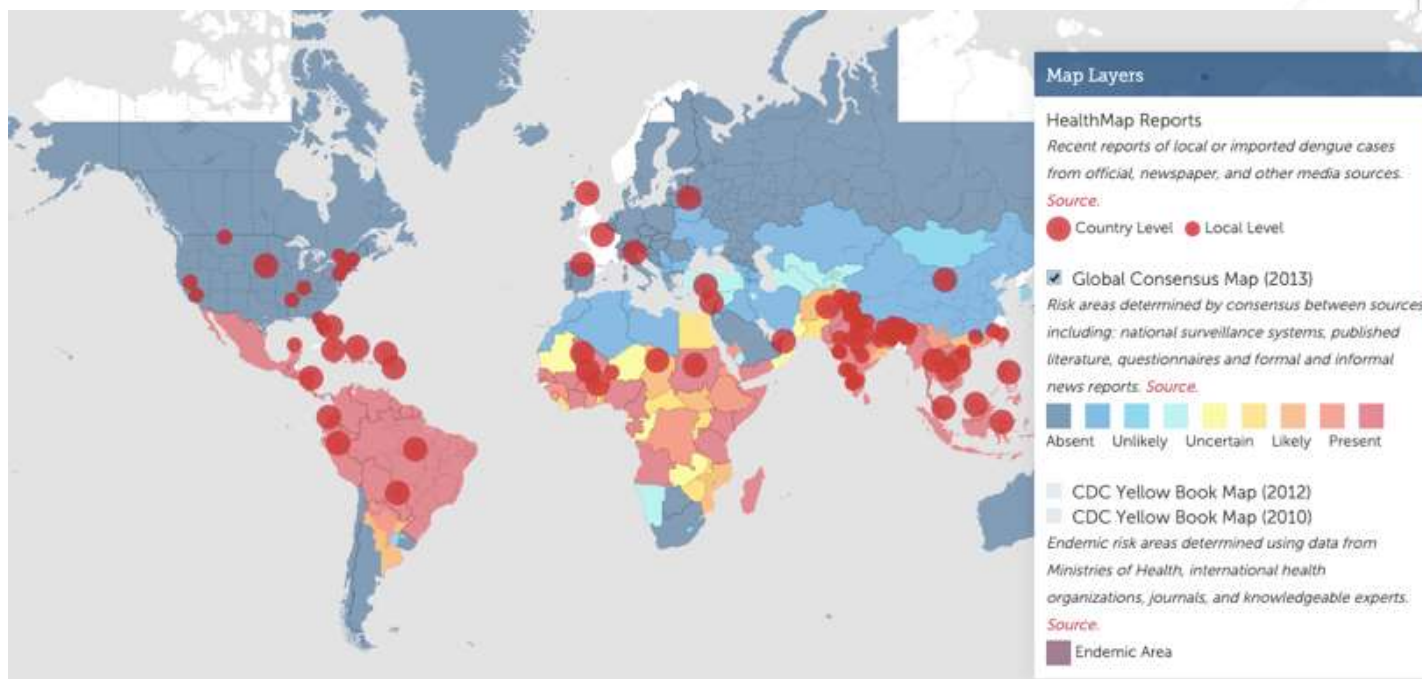 Map Layers
HealthMap Reports
Recent reports of local or imported dengue cases
from official, newspaper, and other media sources.
Source.
Country Level Local Level
Global Consensus Map (2013)
Risk areas determined by consensus between sources
including: national surveillance systems, published
literature, questionnaires and formal and informal
news reports. Source.
Absent Unlikely Uncertain Likely Present
CDC Yellow Book Map (2012)
CDC Yellow Book Map (2010)
Endemic risk areas determined using data from
Ministries of Health, international health
organizations, journals, and knowledgeable experts.
Source.
Endemic Area